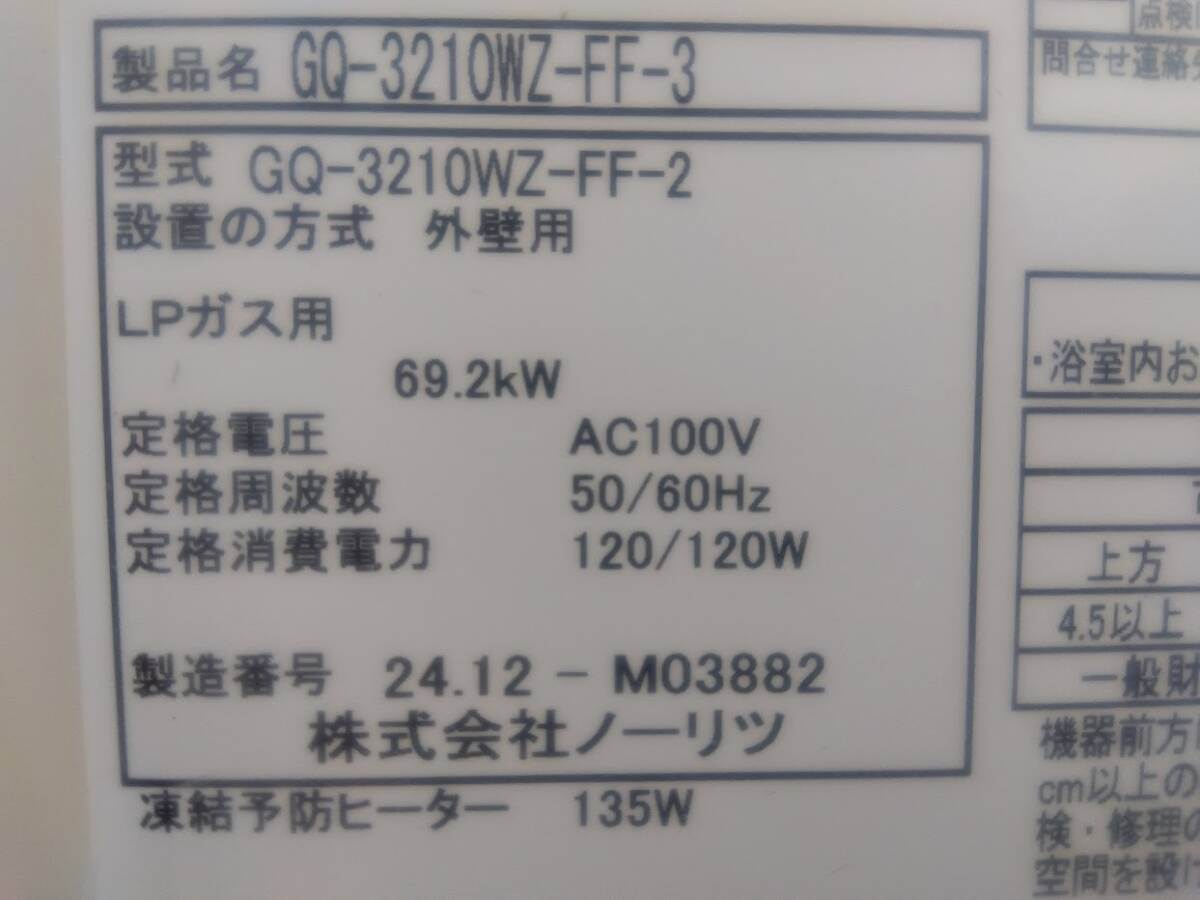 製品名 GQ-3210WZ-FF-3
型式 GQ-3210WZ-FF-2
設置の方式 外壁用
LPガス用
69.2kW
定格電圧 AC100V
定格周波数 50/60Hz
定格消費電力 120/120W
製造番号 24.12 - M03882
株式会社ノーリツ
凍結予防ヒーター 135W
点検
問合せ連絡
・浴室内お
上方
4.5以上
一般財
機器前方
cm以上の
検・修理の
空間を設け